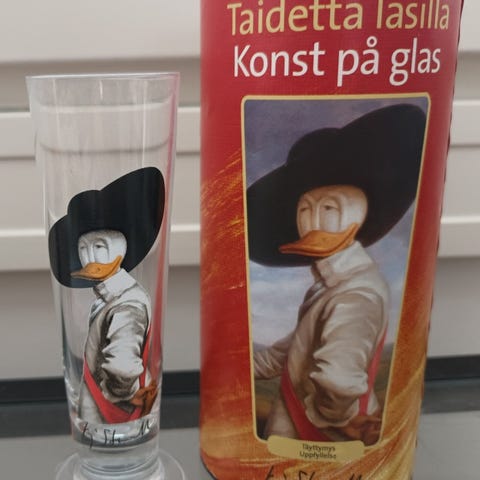 Taidetta lasilla
Konst på glas
Täyttymys
Uppfyllelse